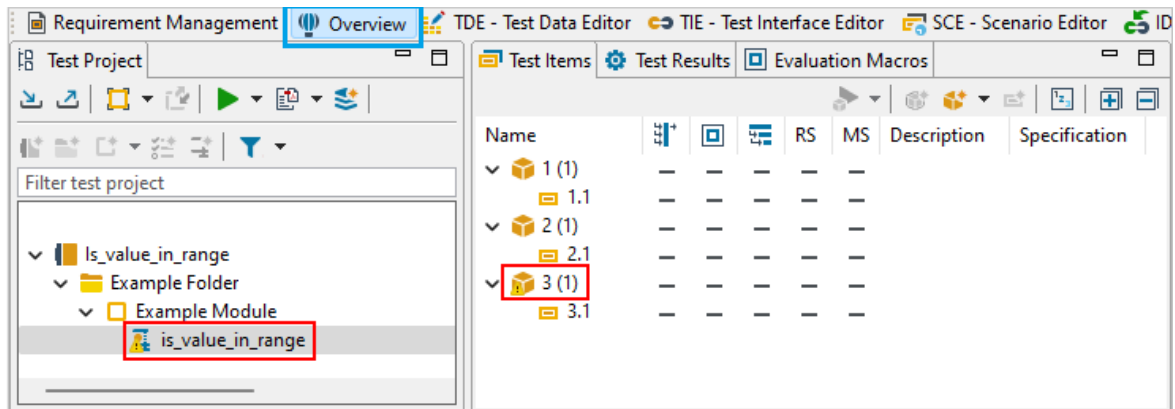 Requirement Management Overview TDE - Test Data Editor TIE - Test Interface Editor SCE - Scenario Editor ID
Test Project
Filter test project
Is_value_in_range
Example Folder
Example Module
is_value_in_range
Test Items Test Results Evaluation Macros
Name RS MS Description Specification
1 (1)
1.1
2 (1)
2.1
3 (1)
3.1